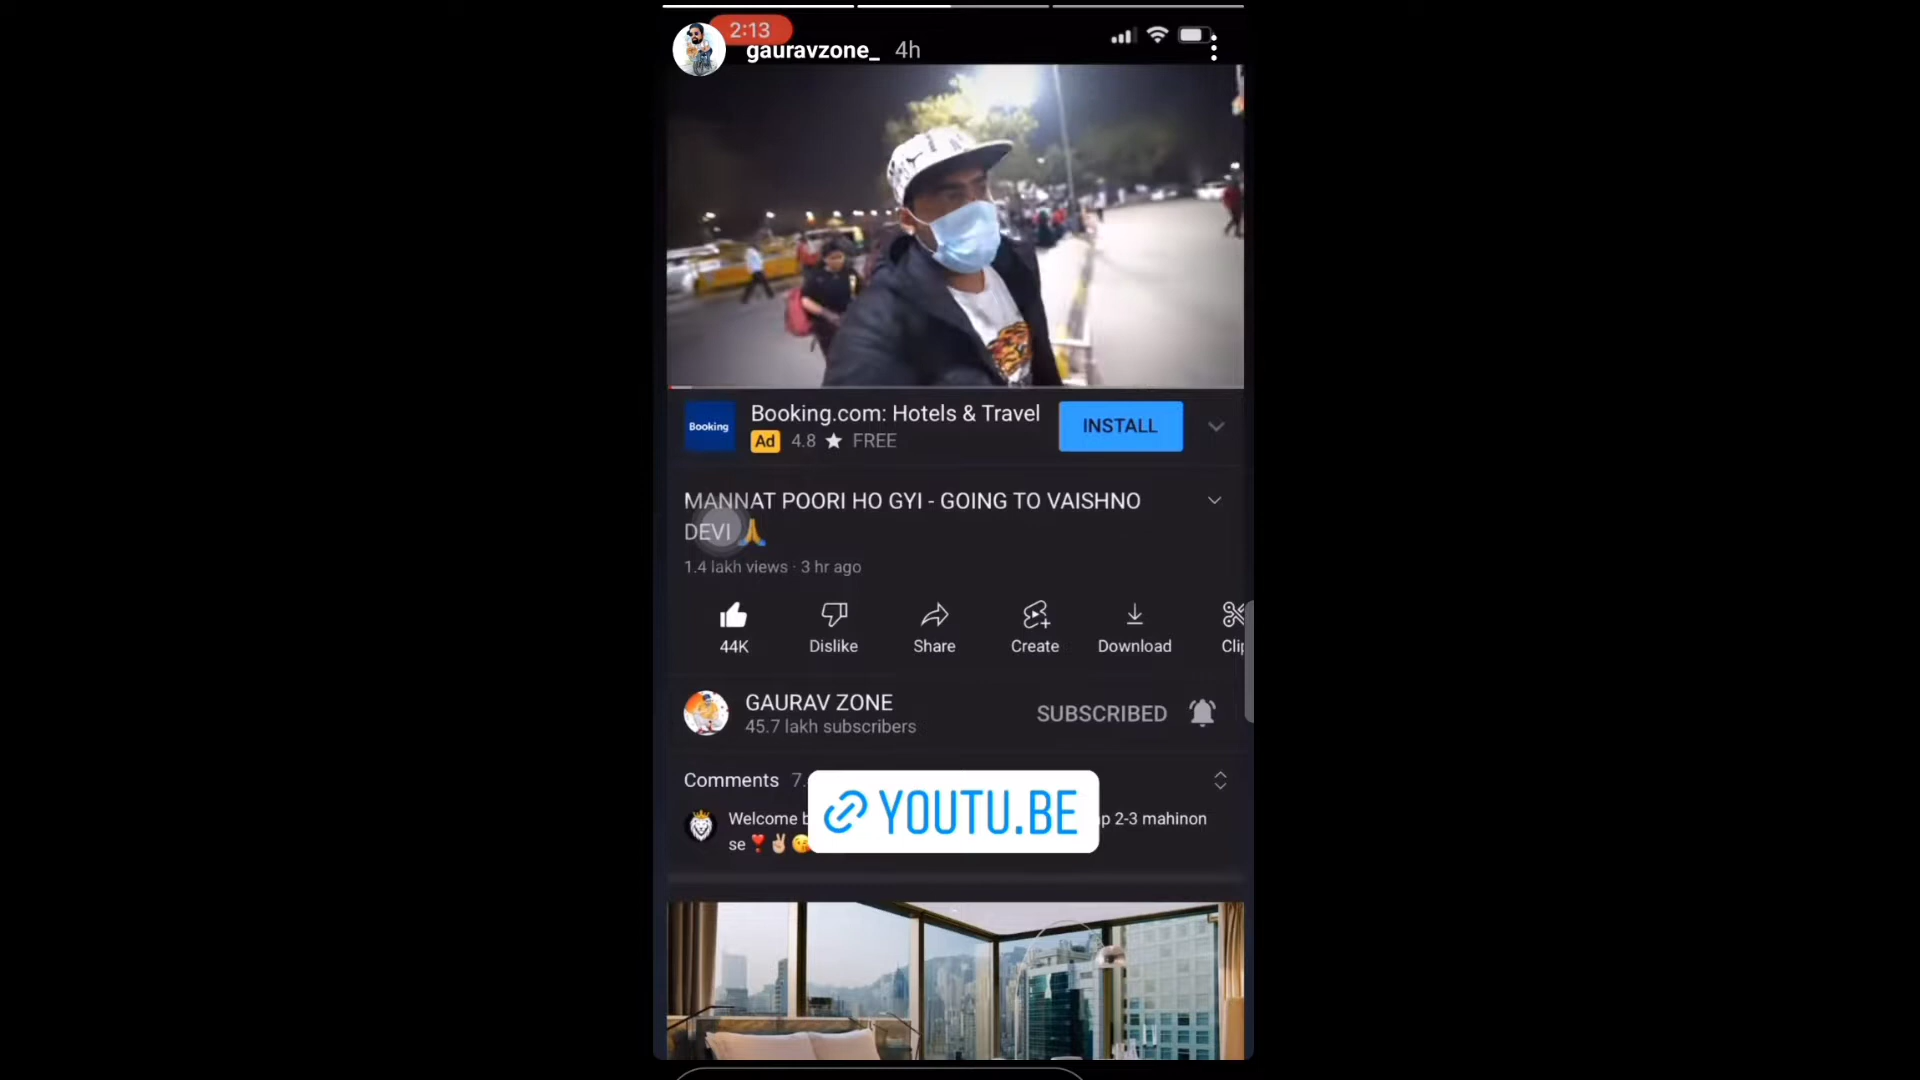 2:13
gauravzone_ 4h
Booking
Booking.com: Hotels & Travel
Ad 4.8 ★ FREE
INSTALL
MANNAT POORI HO GYI - GOING TO VAISHNO
DEVI 🙏
1.4 lakh views · 3 hr ago
44K
Dislike
Share
Create
Download
Clip
GAURAV ZONE
45.7 lakh subscribers
SUBSCRIBED
Comments 7.
YOUTU.BE
Welcome
2-3 mahinon
se ❣️✌🏼😘